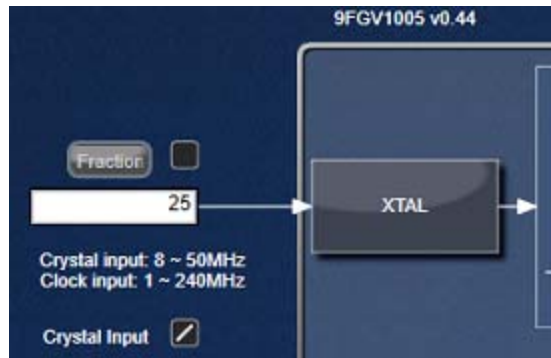 9FGV1005 v0.44
Fraction
25
XTAL
Crystal input: 8 ~ 50MHz
Clock input: 1 ~ 240MHz
Crystal Input